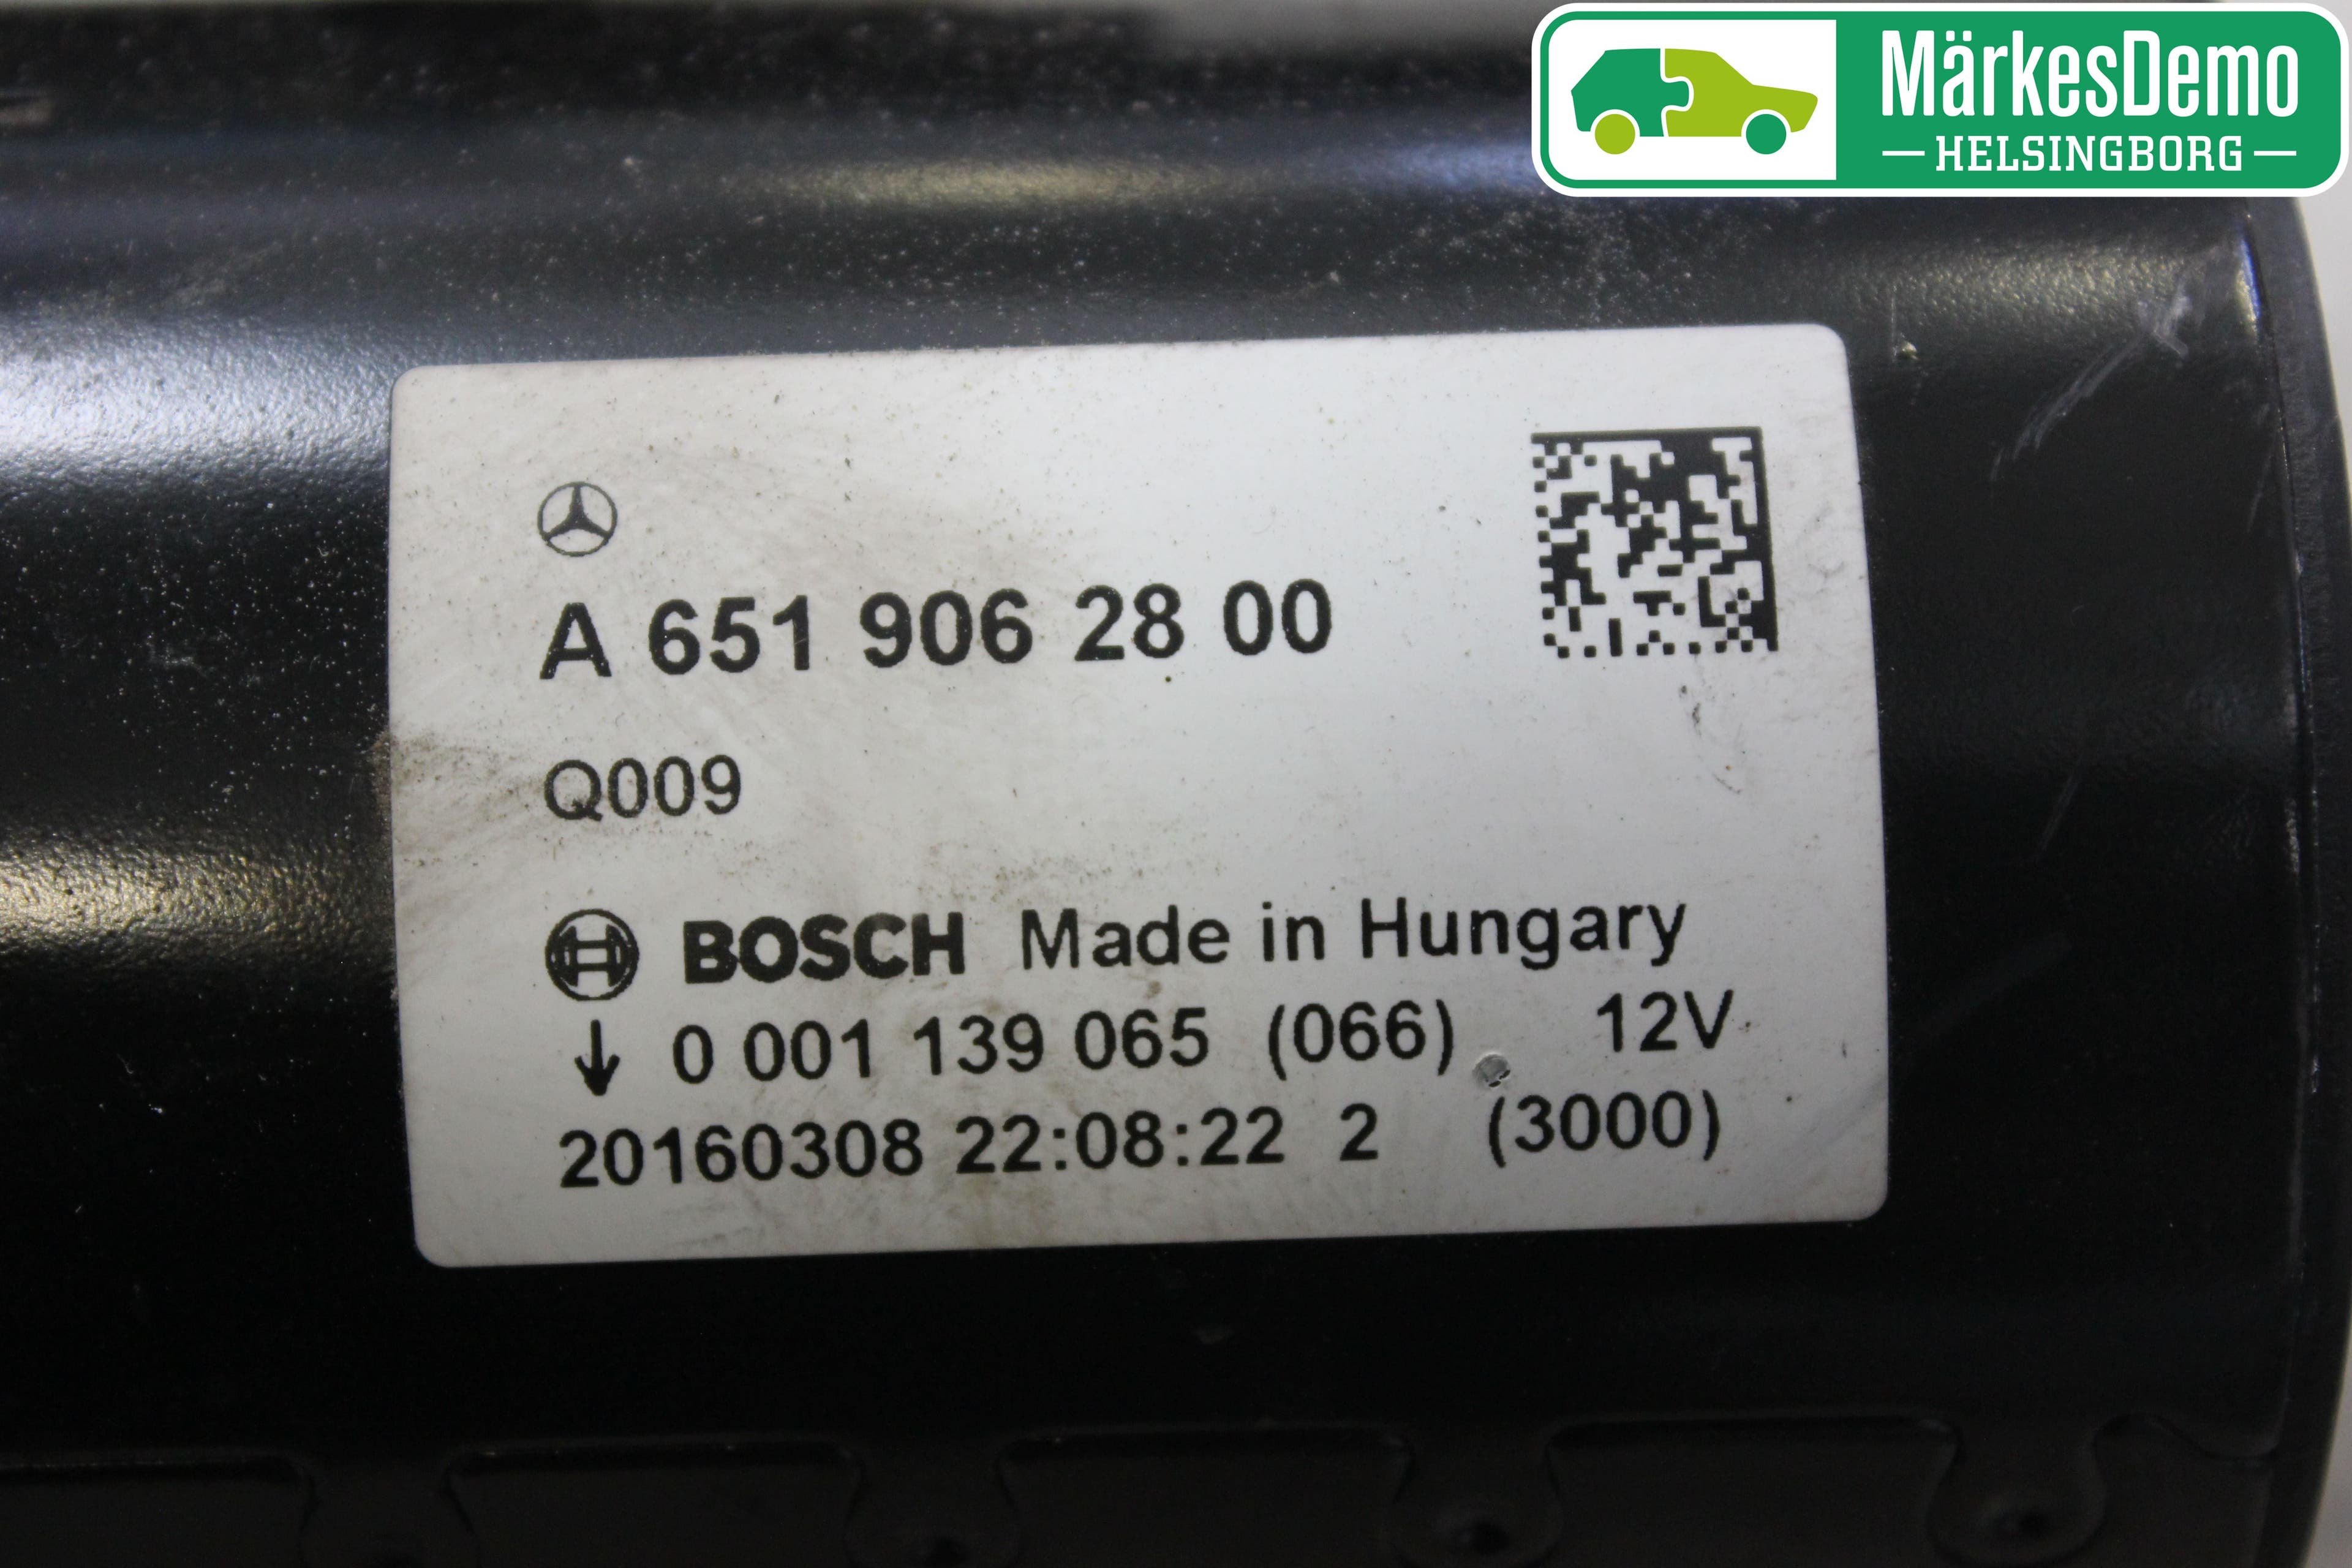 MärkesDemo
HELSINGBORG
A 651 906 28 00
Q009
BOSCH Made in Hungary
↓ 0 001 139 065 (066) 12V
20160308 22:08:22 2 (3000)